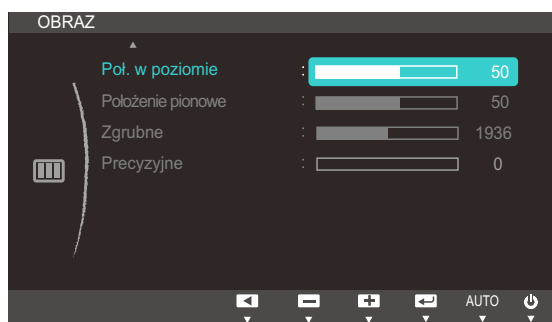 OBRAZ
Poł. w poziomie : 50
Położenie pionowe : 50
Zgrubne : 1936
Precyzyjne : 0
AUTO